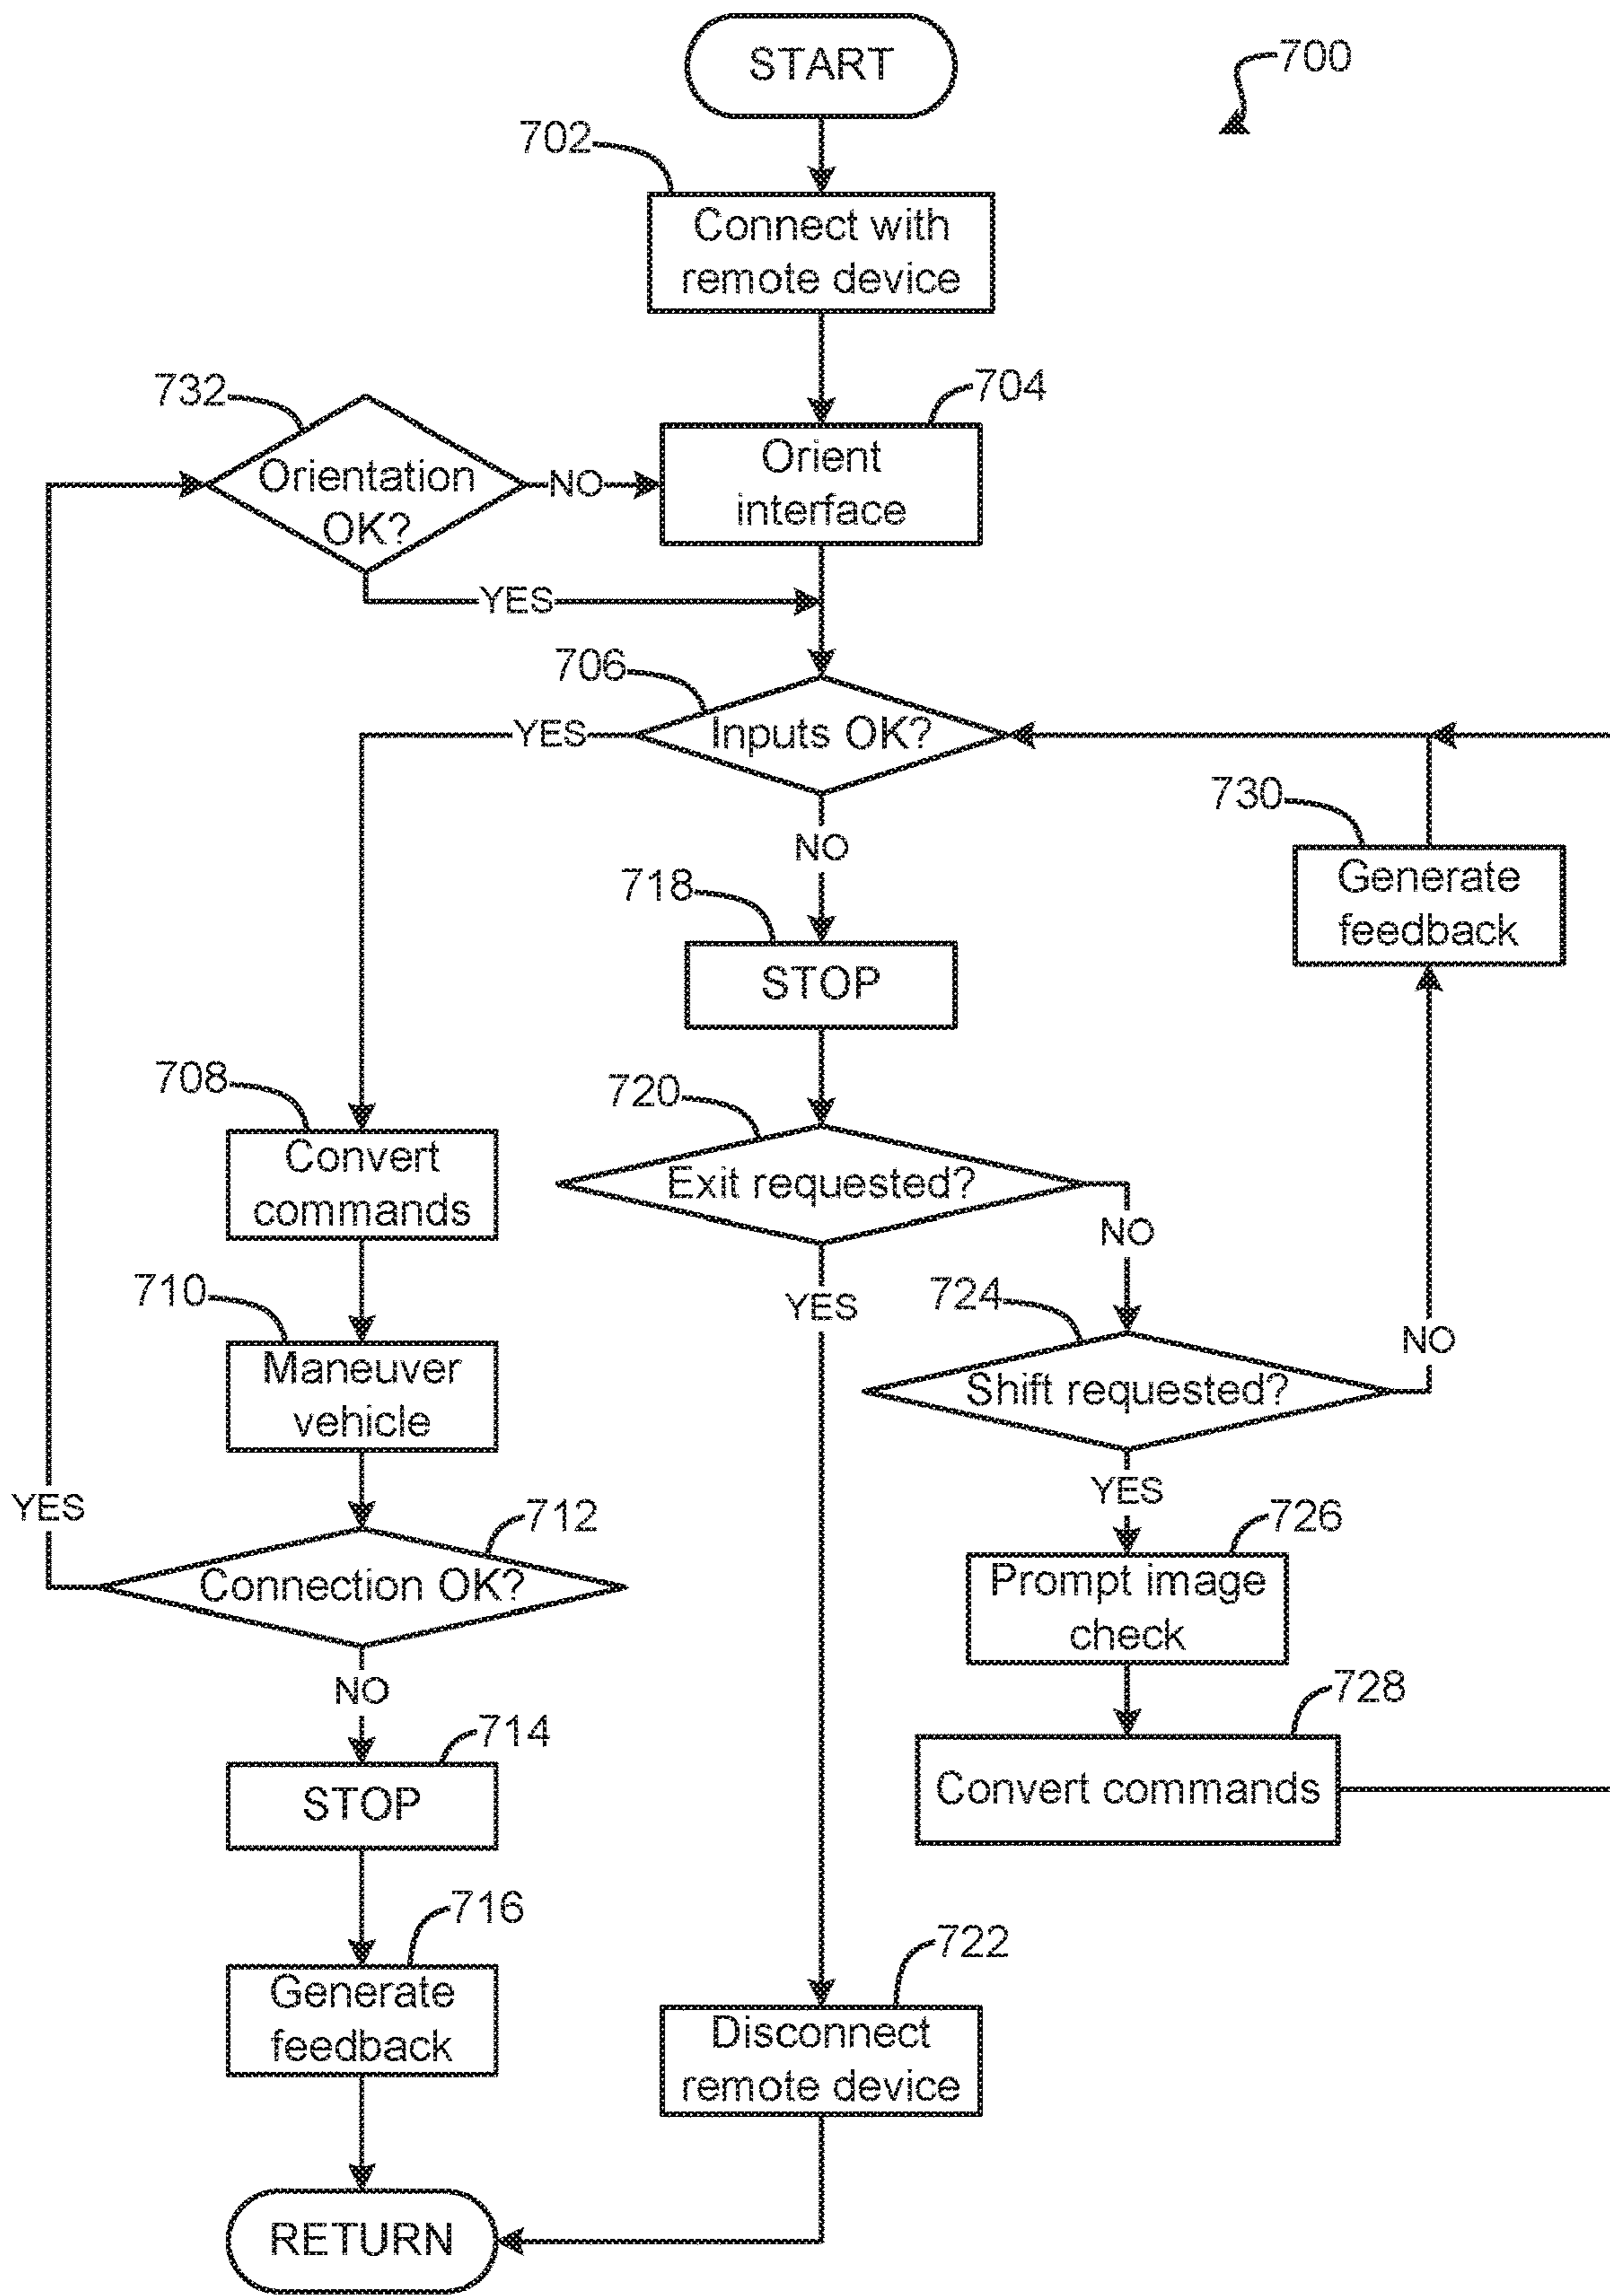 START
700
702
Connect with
remote device
732
704
Orientation
OK?
NO
Orient
interface
YES
706
YES
Inputs OK?
730
NO
Generate
feedback
718
STOP
708
720
Convert
commands
Exit requested?
NO
710
724
YES
NO
Maneuver
vehicle
Shift requested?
YES
YES
712
726
Connection OK?
Prompt image
check
NO
728
714
STOP
Convert commands
716
722
Generate
feedback
Disconnect
remote device
RETURN